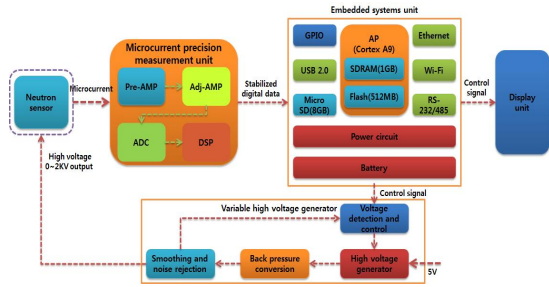 Embedded systems unit
Microcurrent precision
measurement unit
GPIO
AP
(Cortex A9)
Ethernet
Neutron
sensor
Microcurrent
Pre-AMP
Adj-AMP
Stabilized
digital data
USB 2.0
SDRAM(1GB)
Wi-Fi
Control
signal
Display
unit
Micro
SD(8GB)
Flash(512MB)
RS-
232/485
ADC
DSP
Power circuit
Battery
High voltage
0~2KV output
Control signal
Variable high voltage generator
Voltage
detection and
control
Smoothing and
noise rejection
Back pressure
conversion
High voltage
generator
5V